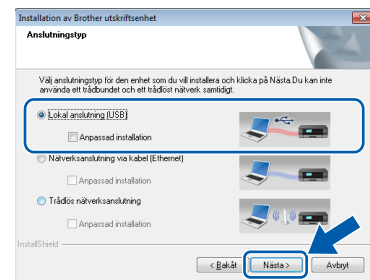 Installation av Brother utskriftsenhet
Anslutningstyp
Välj anslutningstyp för den enhet som du vill installera och klicka på Nästa.Du kan inte
använda ett trådbundet och ett trådlöst nätverk samtidigt.
Lokal anslutning (USB)
Anpassad installation
Nätverksanslutning via kabel (Ethernet)
Anpassad installation
Trådlös nätverksanslutning
Anpassad installation
InstallShield
< Bakåt Nästa > Avbryt